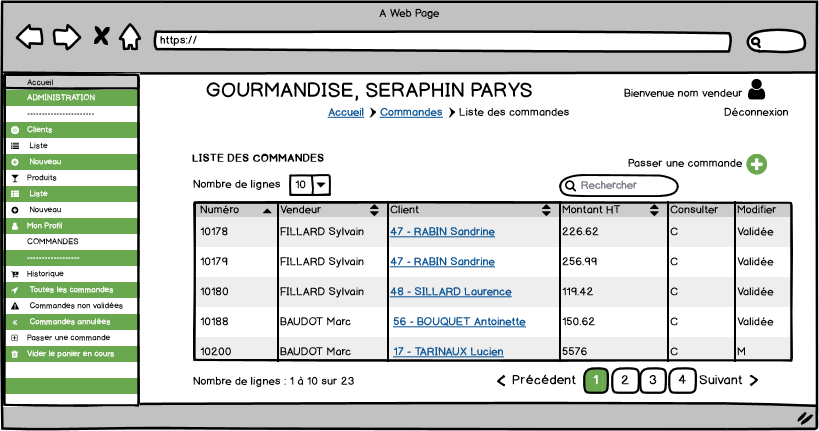 A Web Page
https://
Accueil
ADMINISTRATION
-----------------------
Clients
Liste
Nouveau
Produits
Liste
Nouveau
Mon Profil
COMMANDES
------------------
Historique
Toutes les commandes
Commandes non validées
Commandes annulées
Passer une commande
Vider le panier en cours
GOURMANDISE, SERAPHIN PARYS
Bienvenue nom vendeur
Accueil Commandes Liste des commandes
Déconnexion
LISTE DES COMMANDES
Passer une commande
Nombre de lignes 10
Rechercher
Numéro Vendeur Client Montant HT Consulter Modifier
10178 FILLARD Sylvain 47 - RABIN Sandrine 226.62 C Validée
10179 FILLARD Sylvain 47 - RABIN Sandrine 256.99 C Validée
10180 FILLARD Sylvain 48 - SILLARD Laurence 119.42 C Validée
10188 BAUDOT Marc 56 - BOUQUET Antoinette 150.62 C Validée
10200 BAUDOT Marc 17 - TARINAUX Lucien 5576 C M
Nombre de lignes : 1 à 10 sur 23
Précédent 1 2 3 4 Suivant